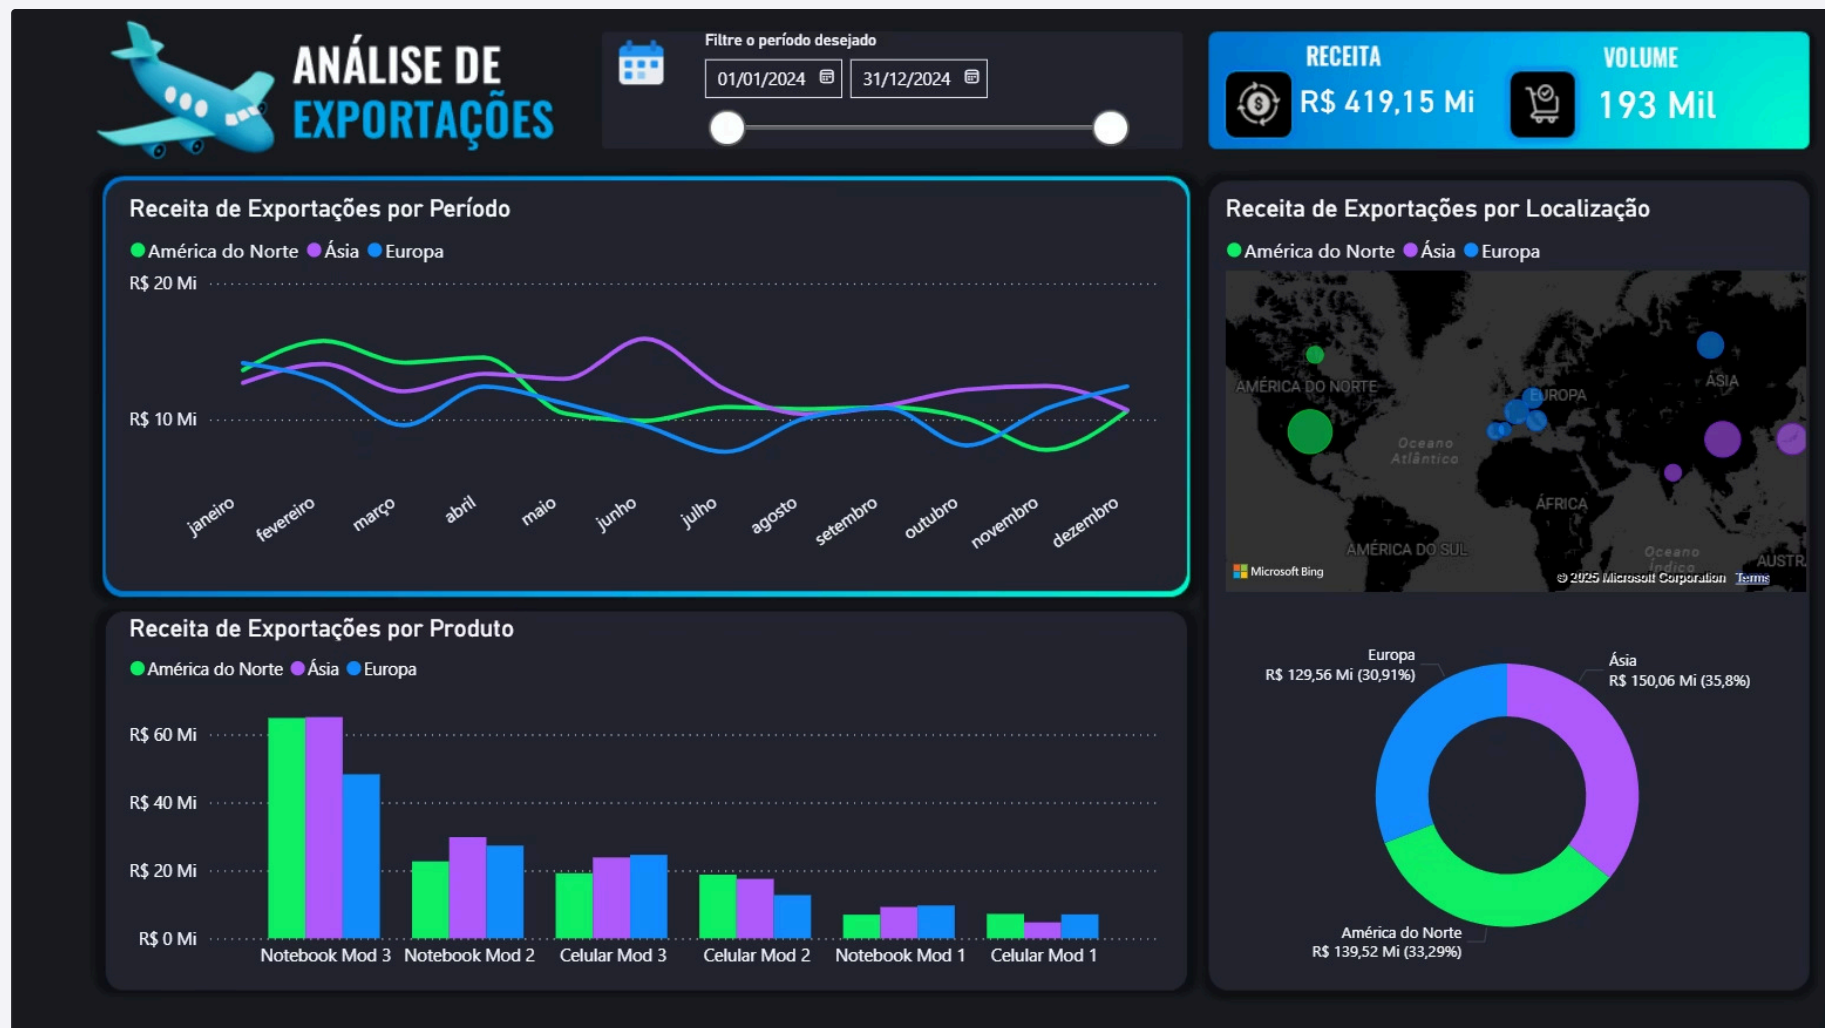 ANÁLISE DE
EXPORTAÇÕES
Filtre o período desejado
01/01/2024
31/12/2024
RECEITA
R$ 419,15 Mi
VOLUME
193 Mil
Receita de Exportações por Período
América do Norte Ásia Europa
R$ 20 Mi
R$ 10 Mi
janeiro fevereiro março abril maio junho julho agosto setembro outubro novembro dezembro
Receita de Exportações por Produto
América do Norte Ásia Europa
R$ 60 Mi
R$ 40 Mi
R$ 20 Mi
R$ 0 Mi
Notebook Mod 3 Notebook Mod 2 Celular Mod 3 Celular Mod 2 Notebook Mod 1 Celular Mod 1
Receita de Exportações por Localização
América do Norte Ásia Europa
AMÉRICA DO NORTE
EUROPA
ÁSIA
Oceano
Atlântico
ÁFRICA
AMÉRICA DO SUL
Oceano
Índico
AUSTR
Microsoft Bing
© 2025 Microsoft Corporation Terms
Europa
R$ 129,56 Mi (30,91%)
Ásia
R$ 150,06 Mi (35,8%)
América do Norte
R$ 139,52 Mi (33,29%)